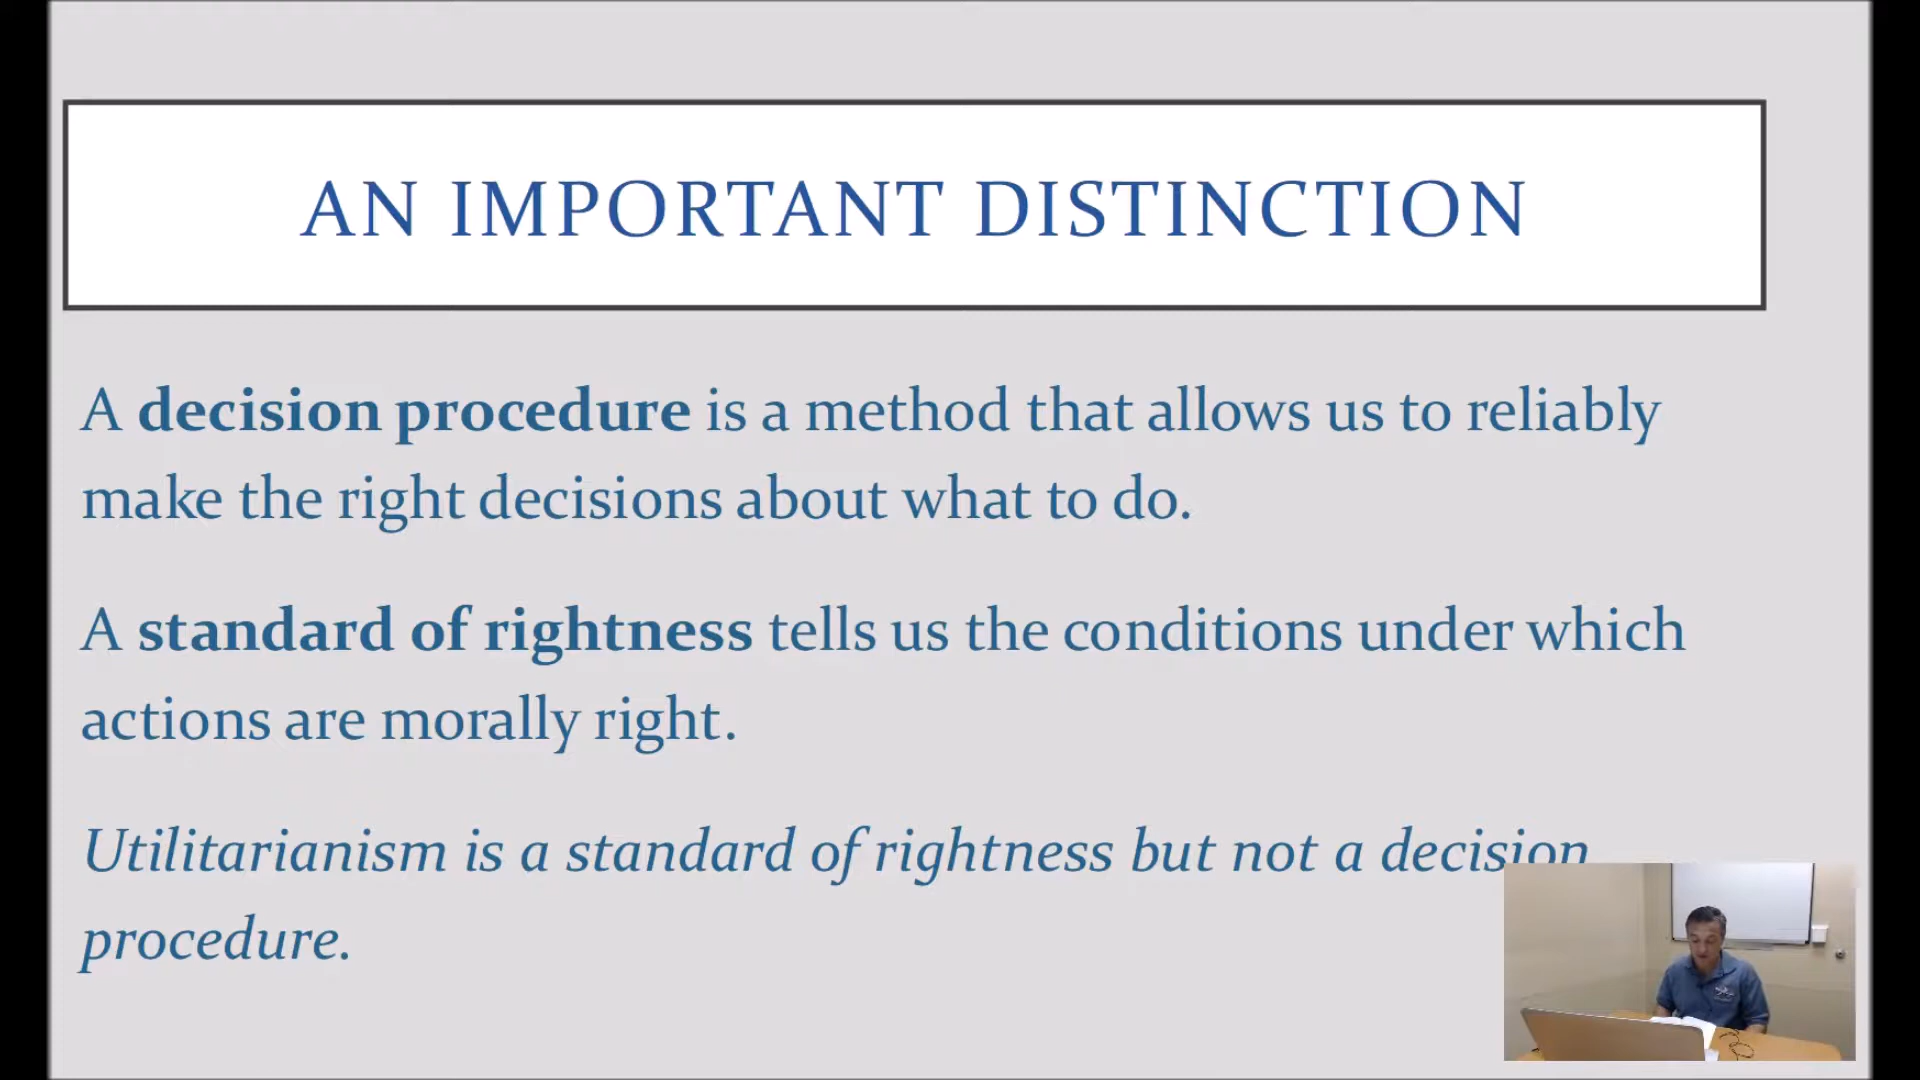 AN IMPORTANT DISTINCTION
A decision procedure is a method that allows us to reliably
make the right decisions about what to do.
A standard of rightness tells us the conditions under which
actions are morally right.
Utilitarianism is a standard of rightness but not a decision
procedure.